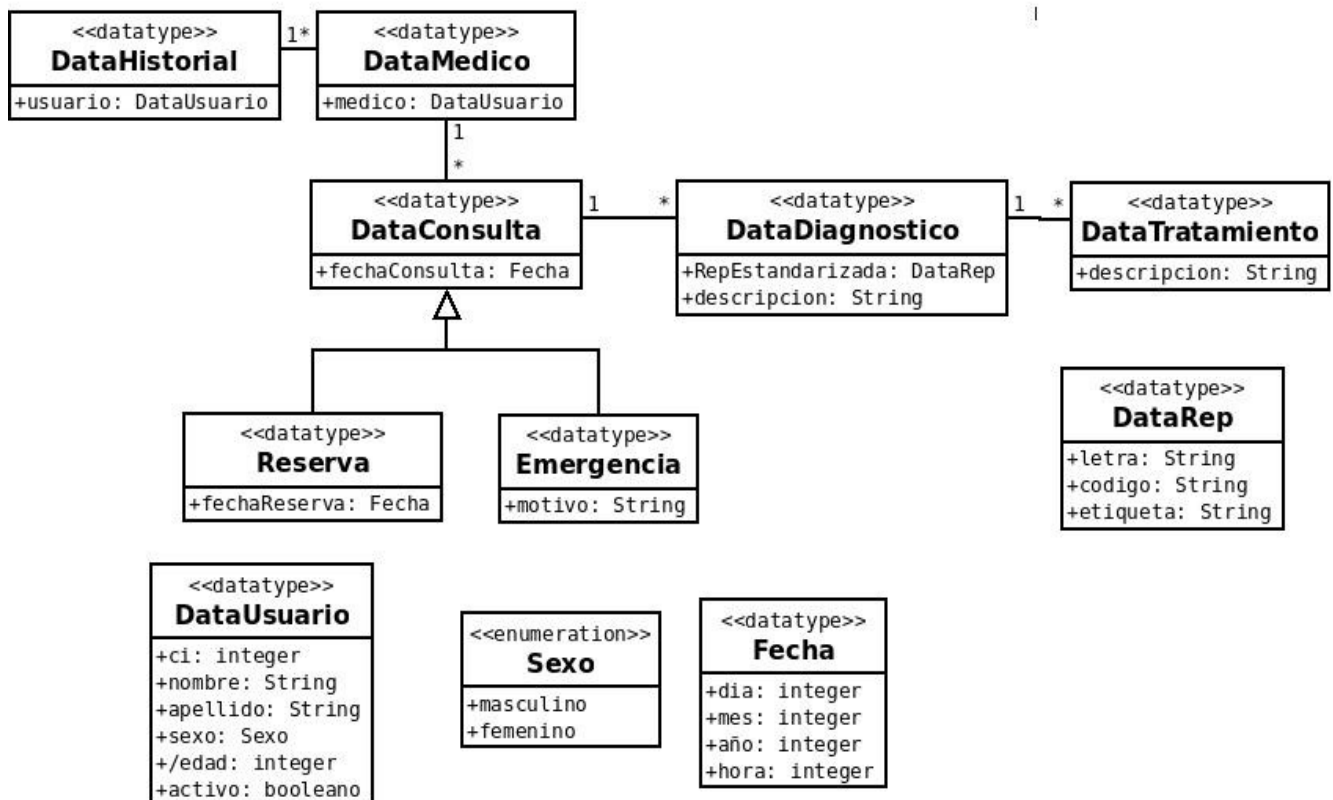 <<datatype>>
DataHistorial
+usuario: DataUsuario
1*
<<datatype>>
DataMedico
+medico: DataUsuario
1
*
<<datatype>>
DataConsulta
+fechaConsulta: Fecha
1
*
<<datatype>>
DataDiagnostico
+RepEstandarizada: DataRep
+descripcion: String
1
*
<<datatype>>
DataTratamiento
+descripcion: String
<<datatype>>
Reserva
+fechaReserva: Fecha
<<datatype>>
Emergencia
+motivo: String
<<datatype>>
DataRep
+letra: String
+codigo: String
+etiqueta: String
<<datatype>>
DataUsuario
+ci: integer
+nombre: String
+apellido: String
+sexo: Sexo
+/edad: integer
+activo: booleano
<<enumeration>>
Sexo
+masculino
+femenino
<<datatype>>
Fecha
+dia: integer
+mes: integer
+año: integer
+hora: integer